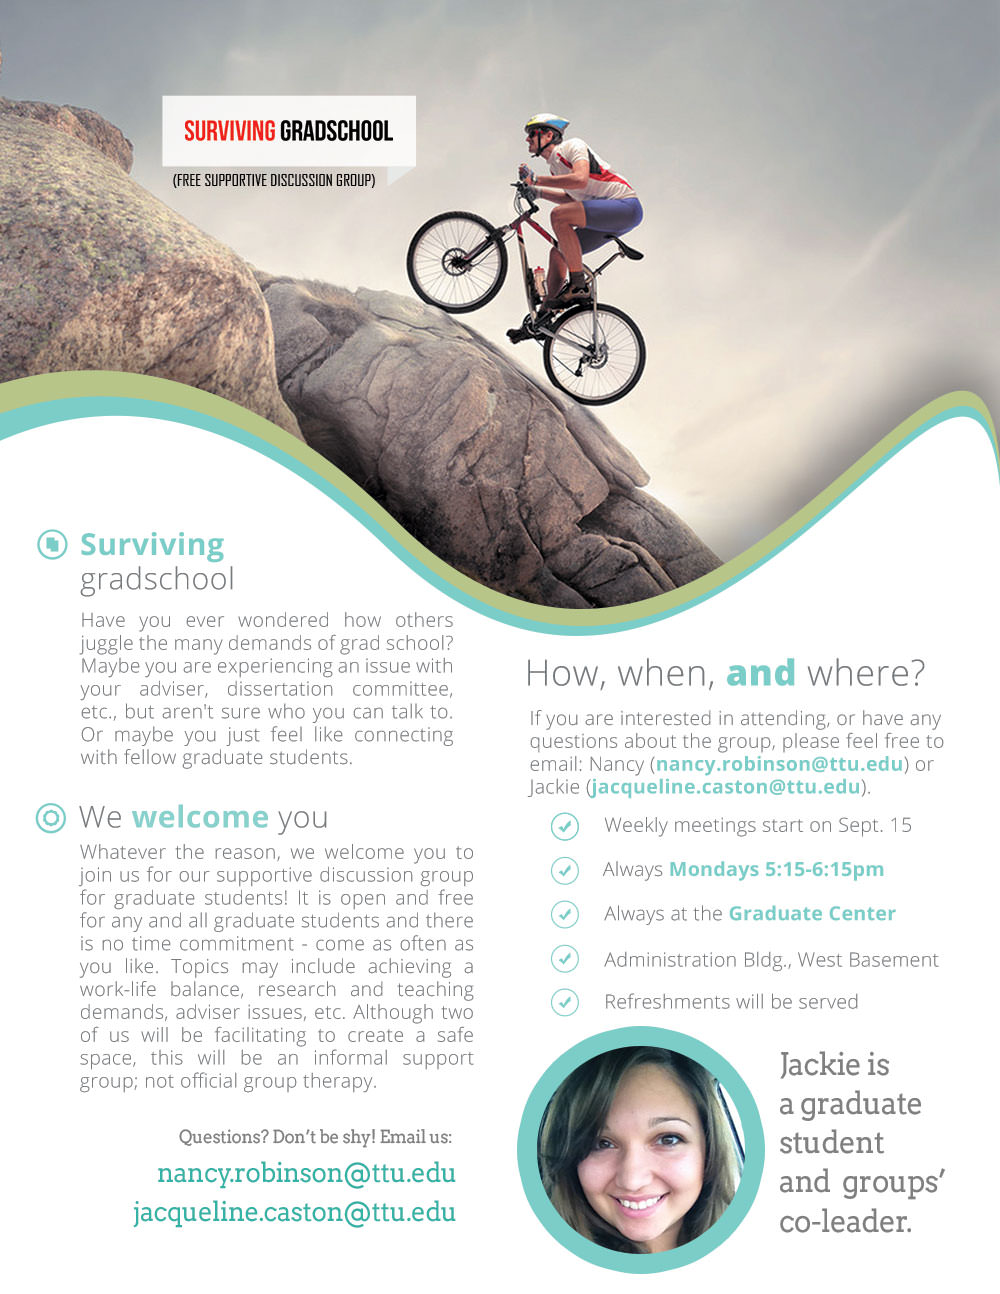 SURVIVING GRADSCHOOL
(FREE SUPPORTIVE DISCUSSION GROUP)
Surviving
gradschool
Have you ever wondered how others
juggle the many demands of grad school?
Maybe you are experiencing an issue with
your adviser, dissertation committee,
etc., but aren't sure who you can talk to.
Or maybe you just feel like connecting
with fellow graduate students.
We welcome you
Whatever the reason, we welcome you to
join us for our supportive discussion group
for graduate students! It is open and free
for any and all graduate students and there
is no time commitment - come as often as
you like. Topics may include achieving a
work-life balance, research and teaching
demands, adviser issues, etc. Although two
of us will be facilitating to create a safe
space, this will be an informal support
group; not official group therapy.
Questions? Don't be shy! Email us:
nancy.robinson@ttu.edu
jacqueline.caston@ttu.edu
How, when, and where?
If you are interested in attending, or have any
questions about the group, please feel free to
email: Nancy (nancy.robinson@ttu.edu) or
Jackie (jacqueline.caston@ttu.edu).
Weekly meetings start on Sept. 15
Always Mondays 5:15-6:15pm
Always at the Graduate Center
Administration Bldg., West Basement
Refreshments will be served
Jackie is
a graduate
student
and groups'
co-leader.